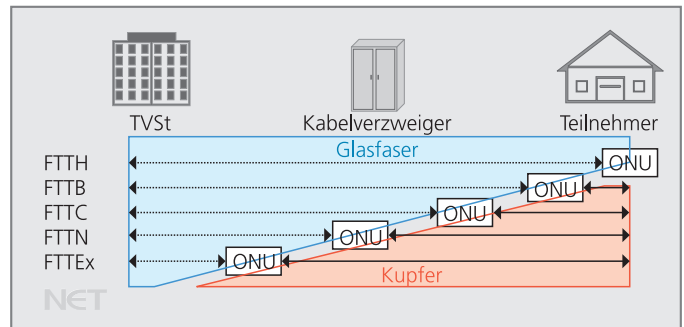 TVSt Kabelverzweiger Teilnehmer
Glasfaser
FTTH ONU
FTTB ONU
FTTC ONU
FTTN ONU
FTTEx ONU
Kupfer
NET